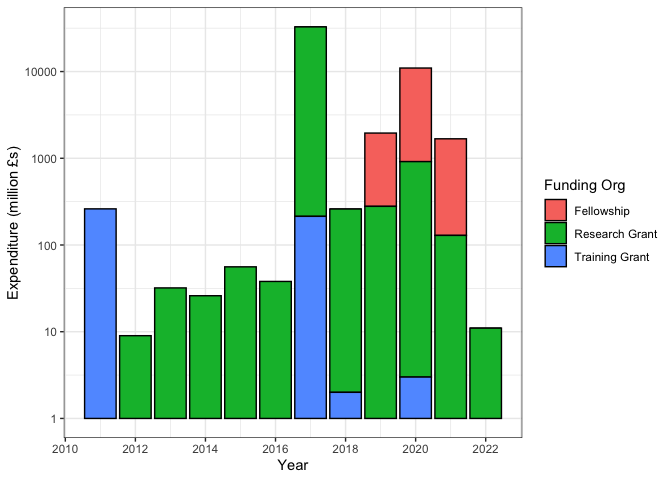 10000
1000
100
10
1
Expenditure (million £s)
2010
2012
2014
2016
2018
2020
2022
Year
Funding Org
Fellowship
Research Grant
Training Grant